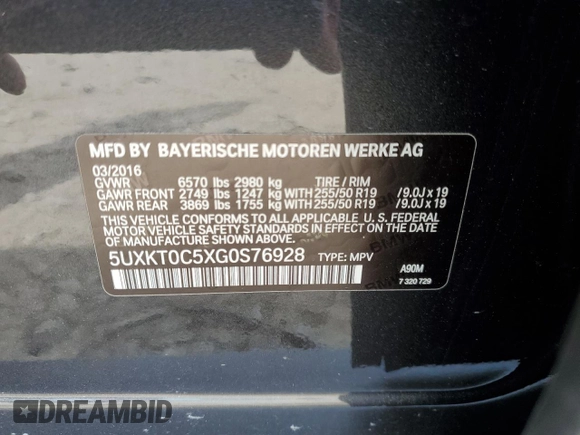 MFD BY BAYERISCHE MOTOREN WERKE AG
03/2016
GVWR 6570 lbs 2980 kg TIRE / RIM
GAWR FRONT 2749 lbs 1247 kg WITH 255/50 R19 /9.0J x 19
GAWR REAR 3869 lbs 1755 kg WITH 255/50 R19 /9.0J x 19
THIS VEHICLE CONFORMS TO ALL APPLICABLE U. S. FEDERAL
MOTOR VEHICLE SAFETY STANDARDS
IN EFFECT ON THE DATE OF MANUFACTURE SHOWN ABOVE.
5UXKT0C5XG0S76928 TYPE: MPV
A90M
7 320 729
DREAMBID